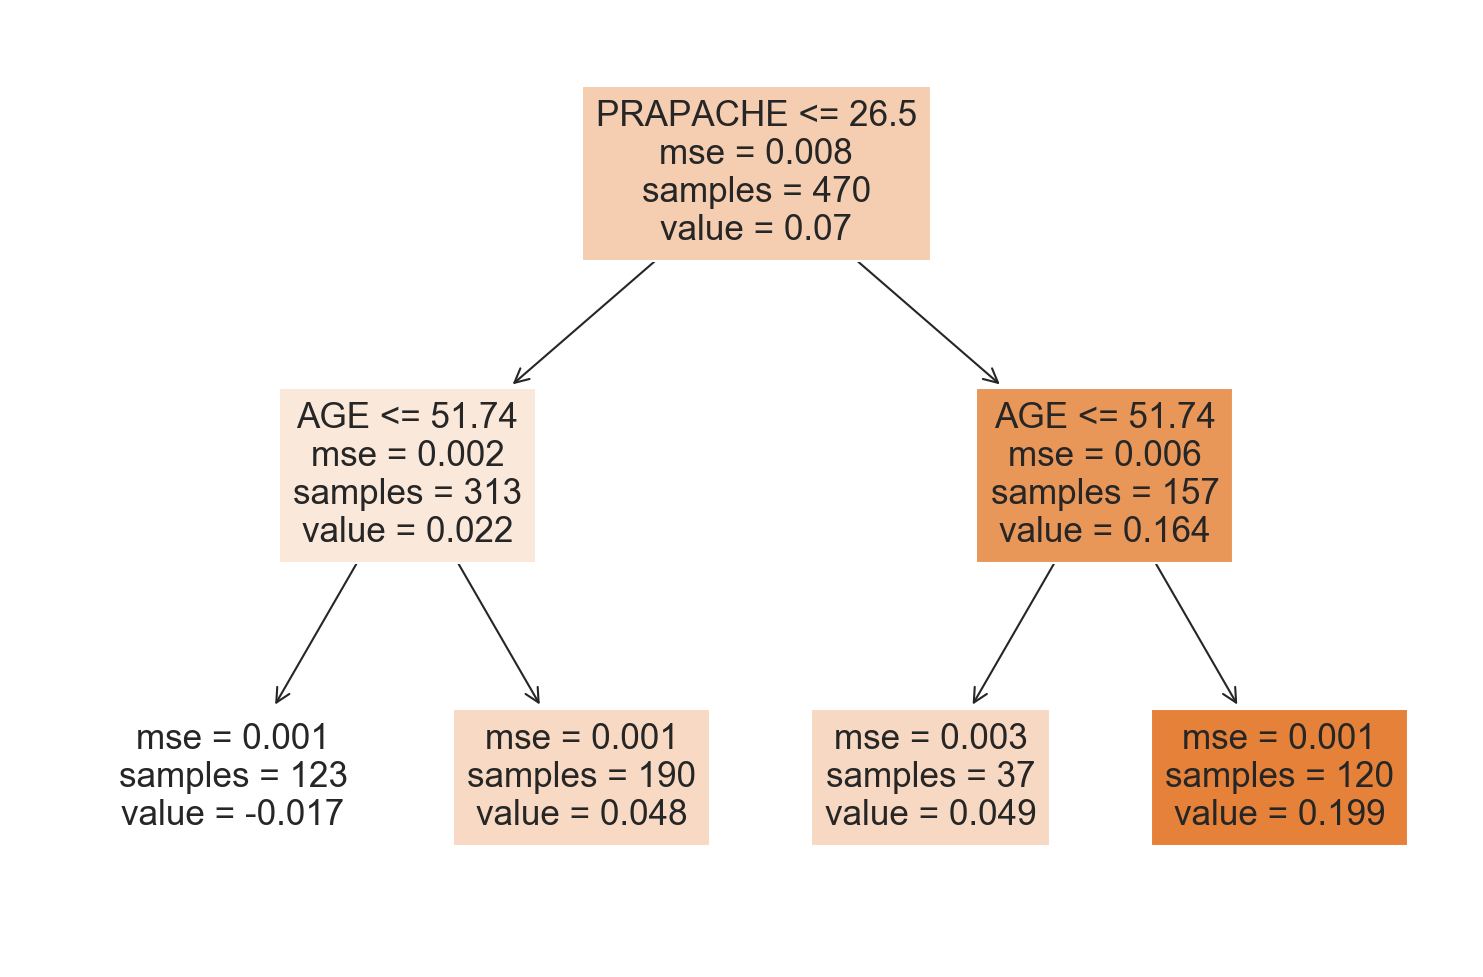 PRAPACHE <= 26.5
mse = 0.008
samples = 470
value = 0.07
AGE <= 51.74
mse = 0.002
samples = 313
value = 0.022
AGE <= 51.74
mse = 0.006
samples = 157
value = 0.164
mse = 0.001
samples = 123
value = -0.017
mse = 0.001
samples = 190
value = 0.048
mse = 0.003
samples = 37
value = 0.049
mse = 0.001
samples = 120
value = 0.199